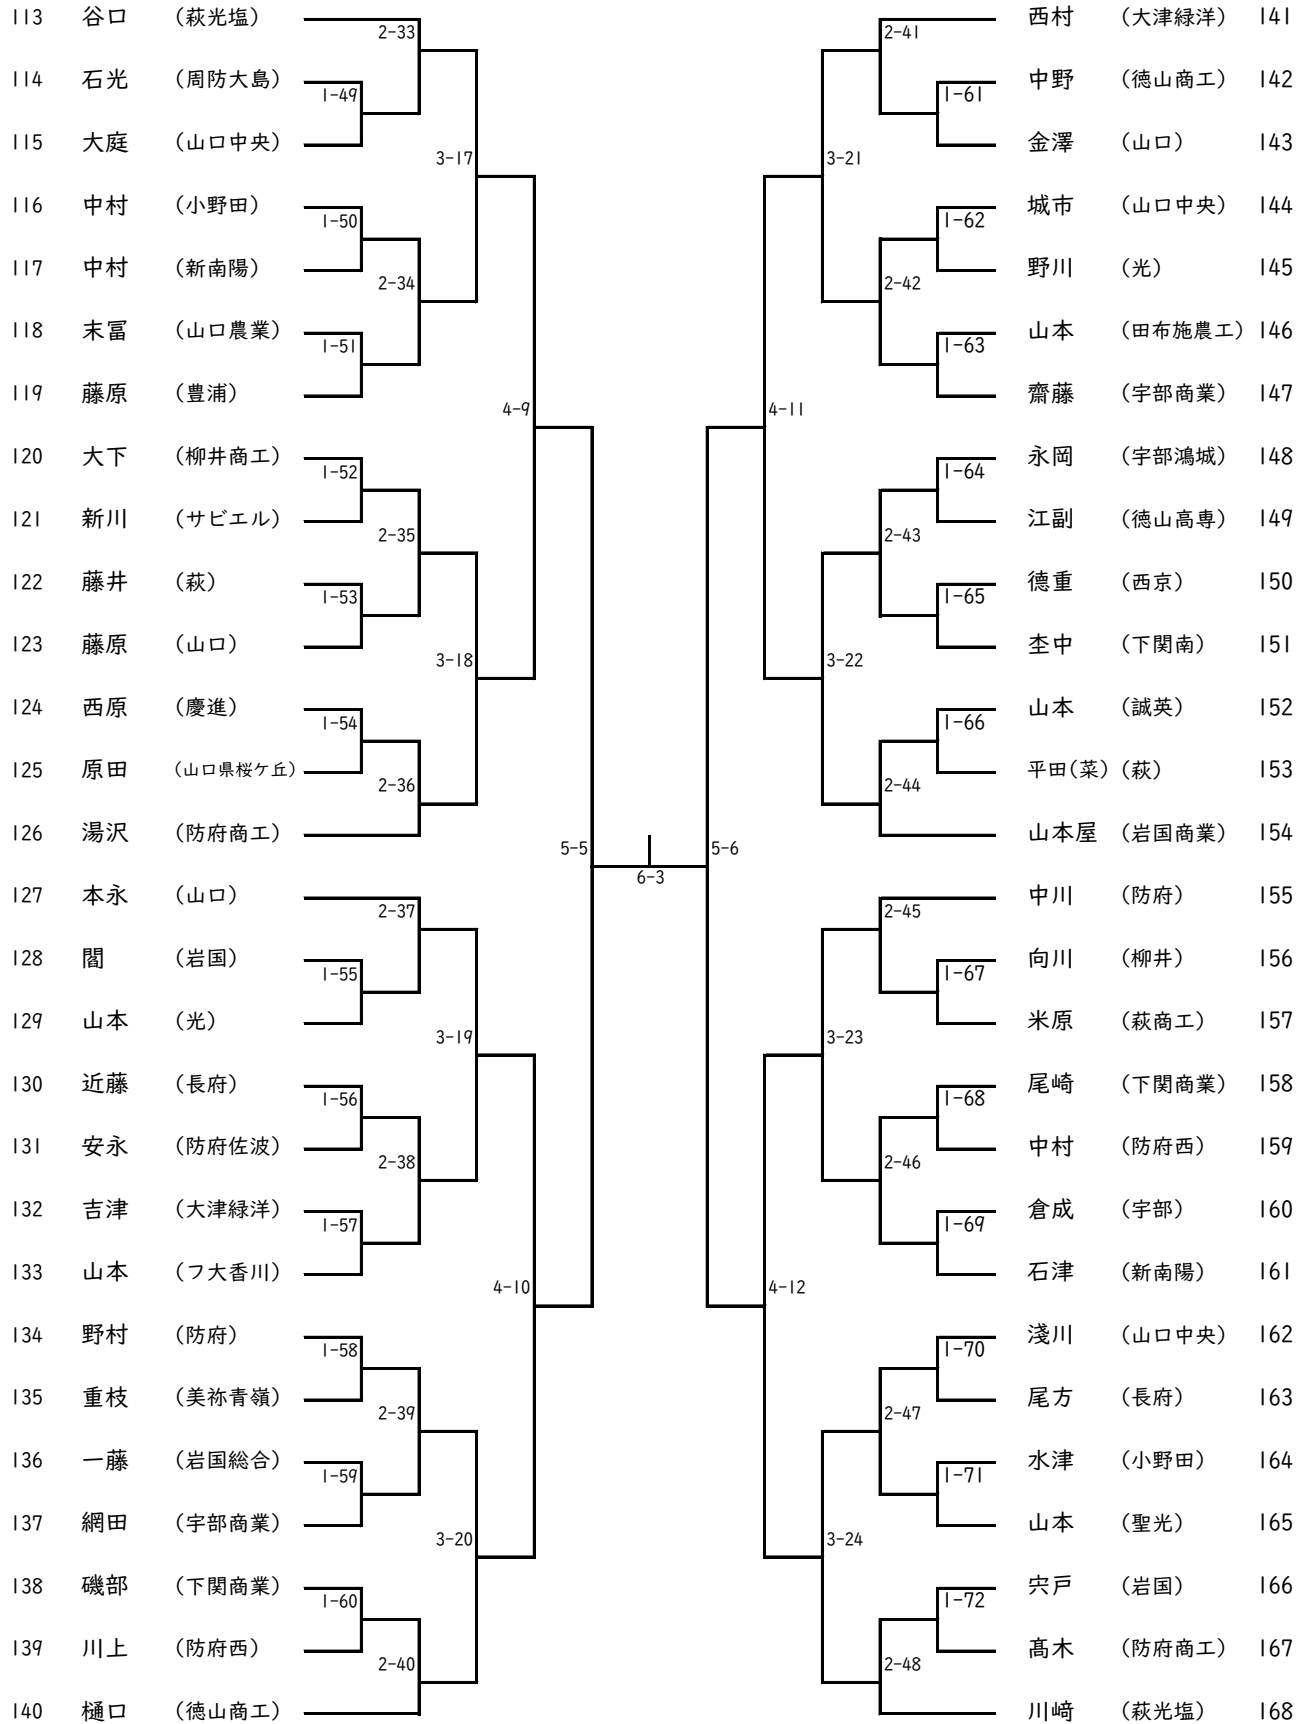 113 谷口 (萩光塩)
2-33
114 石光 (周防大島)
1-49
115 大庭 (山口中央)
3-17
116 中村 (小野田)
1-50
117 中村 (新南陽)
2-34
118 末冨 (山口農業)
1-51
119 藤原 (豊浦)
4-9
120 大下 (柳井商工)
1-52
121 新川 (サビエル)
2-35
122 藤井 (萩)
1-53
123 藤原 (山口)
3-18
124 西原 (慶進)
1-54
125 原田 (山口県桜ケ丘)
2-36
126 湯沢 (防府商工)
5-5
127 本永 (山口)
2-37
128 閻 (岩国)
1-55
129 山本 (光)
3-19
130 近藤 (長府)
1-56
131 安永 (防府佐波)
2-38
132 吉津 (大津緑洋)
1-57
133 山本 (フ大香川)
4-10
134 野村 (防府)
1-58
135 重枝 (美祢青嶺)
2-39
136 一藤 (岩国総合)
1-59
137 網田 (宇部商業)
3-20
138 磯部 (下関商業)
1-60
139 川上 (防府西)
2-40
140 樋口 (徳山商工)
6-3
西村 (大津緑洋) 141
2-41
中野 (徳山商工) 142
1-61
金澤 (山口) 143
3-21
城市 (山口中央) 144
1-62
野川 (光) 145
2-42
山本 (田布施農工) 146
1-63
齋藤 (宇部商業) 147
4-11
永岡 (宇部鴻城) 148
1-64
江副 (徳山高専) 149
2-43
德重 (西京) 150
1-65
杢中 (下関南) 151
3-22
山本 (誠英) 152
1-66
平田(菜) (萩) 153
2-44
山本屋 (岩国商業) 154
5-6
中川 (防府) 155
2-45
向川 (柳井) 156
1-67
米原 (萩商工) 157
3-23
尾崎 (下関商業) 158
1-68
中村 (防府西) 159
2-46
倉成 (宇部) 160
1-69
石津 (新南陽) 161
4-12
淺川 (山口中央) 162
1-70
尾方 (長府) 163
2-47
水津 (小野田) 164
1-71
山本 (聖光) 165
3-24
宍戸 (岩国) 166
1-72
髙木 (防府商工) 167
2-48
川﨑 (萩光塩) 168